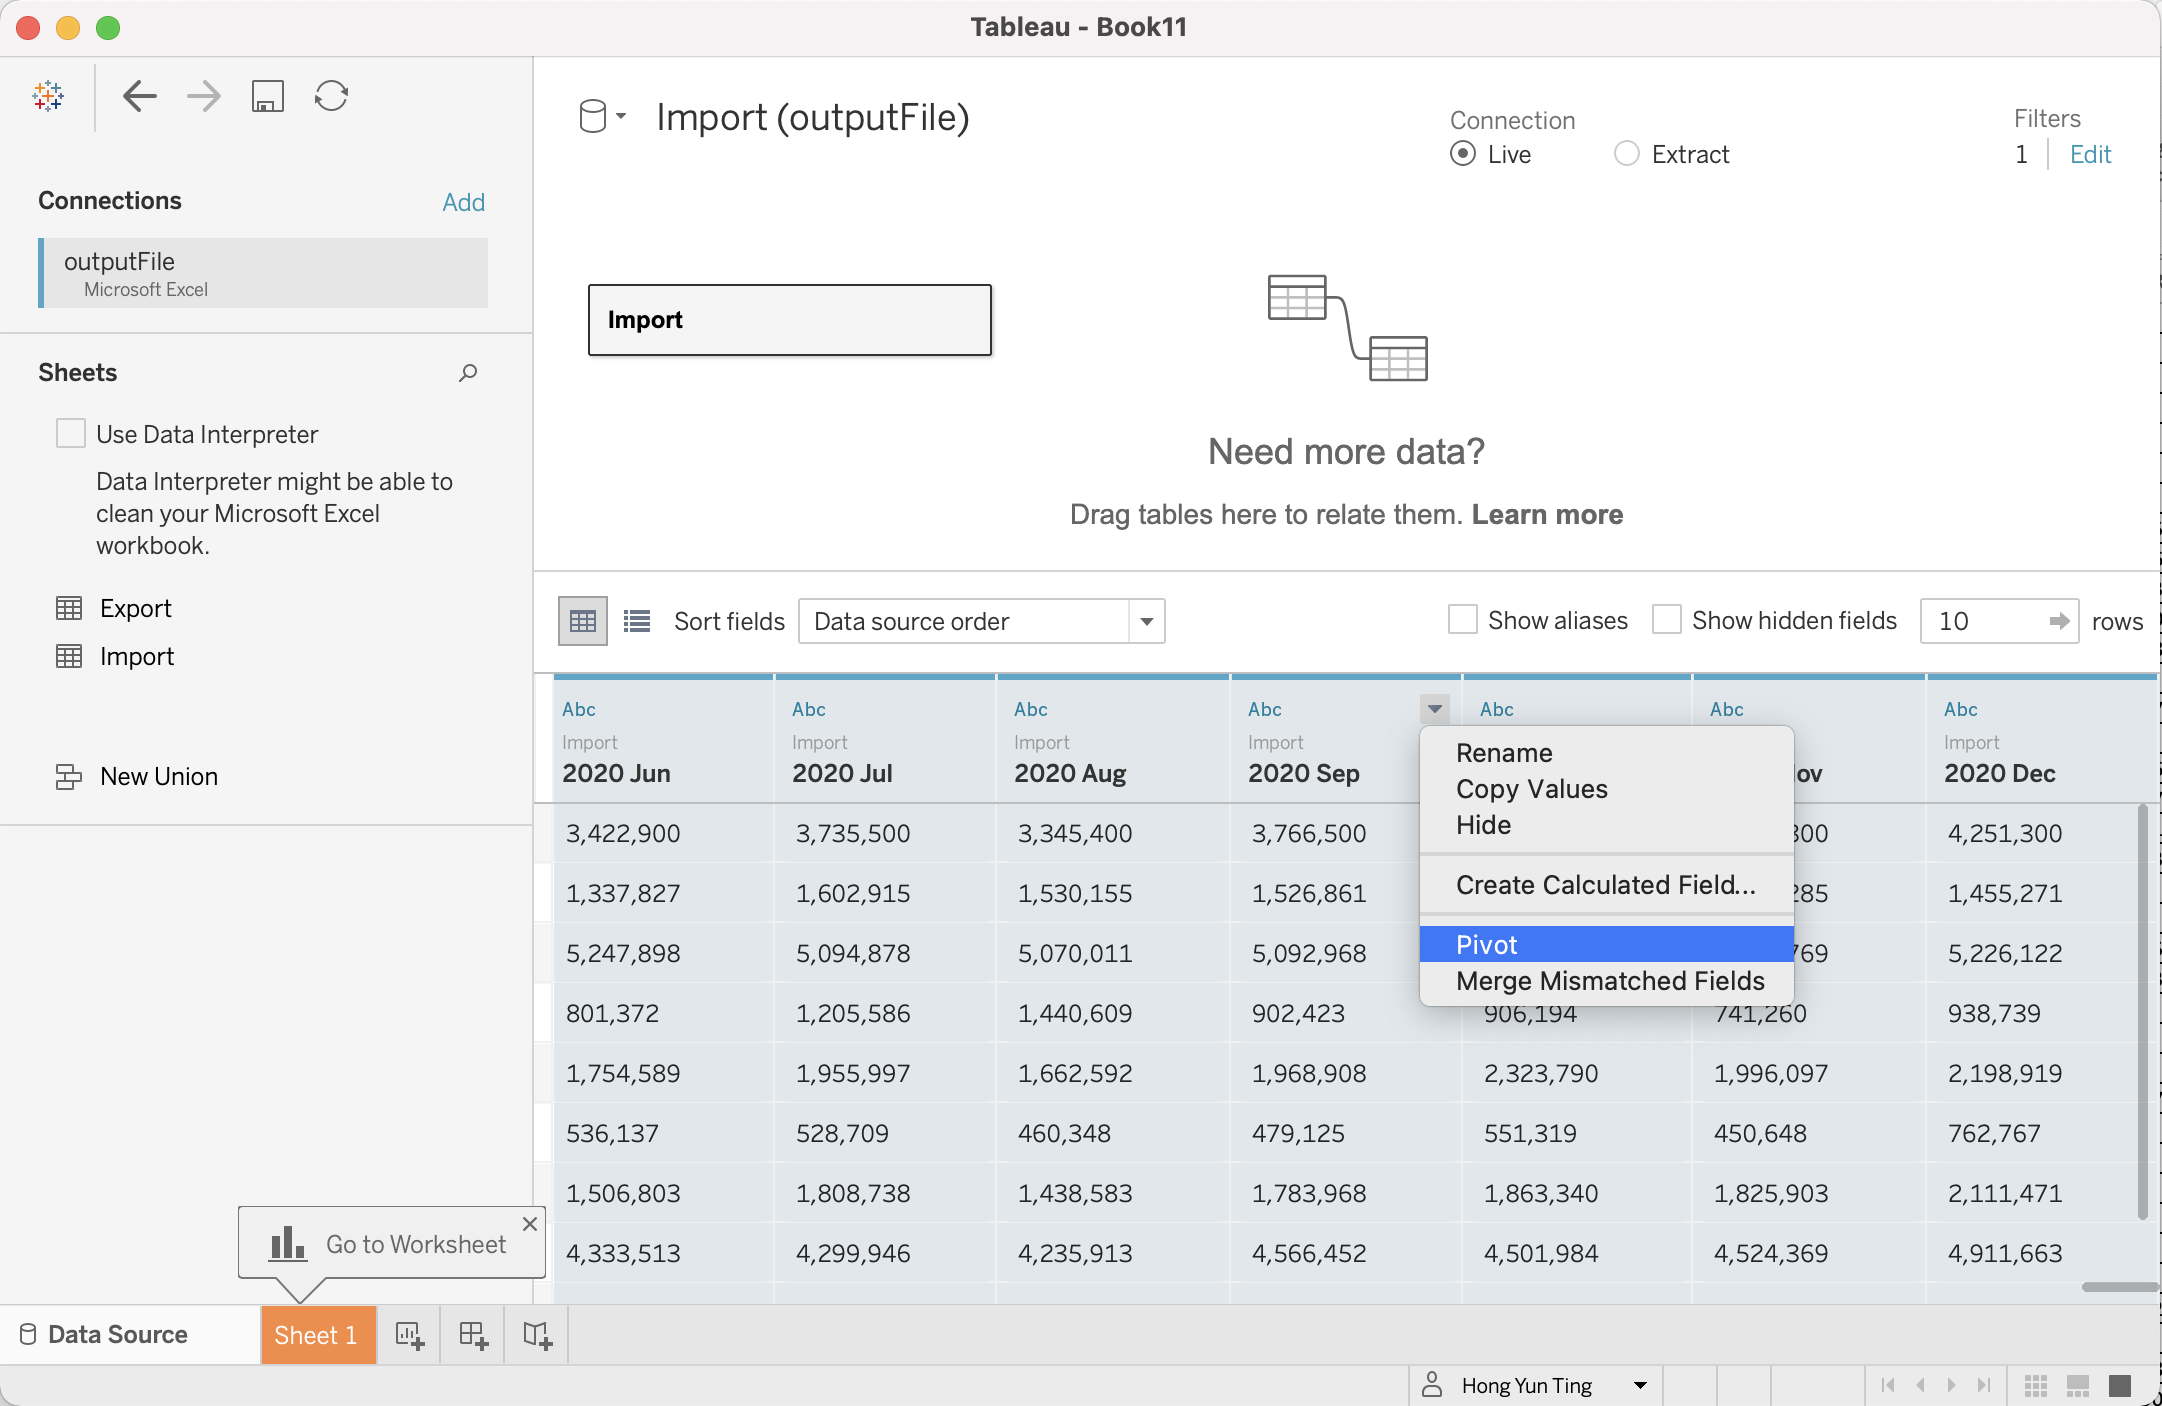 Tableau - Book11
Import (outputFile)
Connection
Live
Extract
Filters
1
Edit
Connections
Add
outputFile
Microsoft Excel
Import
Sheets
Use Data Interpreter
Data Interpreter might be able to
clean your Microsoft Excel
workbook.
Export
Import
New Union
Need more data?
Drag tables here to relate them. Learn more
Sort fields
Data source order
Show aliases
Show hidden fields
10
rows
Abc Abc Abc Abc Abc Abc Abc
Import Import Import Import Import
2020 Jun 2020 Jul 2020 Aug 2020 Sep ov 2020 Dec
3,422,900 3,735,500 3,345,400 3,766,500 300 4,251,300
1,337,827 1,602,915 1,530,155 1,526,861 285 1,455,271
5,247,898 5,094,878 5,070,011 5,092,968 769 5,226,122
801,372 1,205,586 1,440,609 902,423 906,194 741,260 938,739
1,754,589 1,955,997 1,662,592 1,968,908 2,323,790 1,996,097 2,198,919
536,137 528,709 460,348 479,125 551,319 450,648 762,767
1,506,803 1,808,738 1,438,583 1,783,968 1,863,340 1,825,903 2,111,471
4,333,513 4,299,946 4,235,913 4,566,452 4,501,984 4,524,369 4,911,663
Rename
Copy Values
Hide
Create Calculated Field...
Pivot
Merge Mismatched Fields
Go to Worksheet
Data Source
Sheet 1
Hong Yun Ting